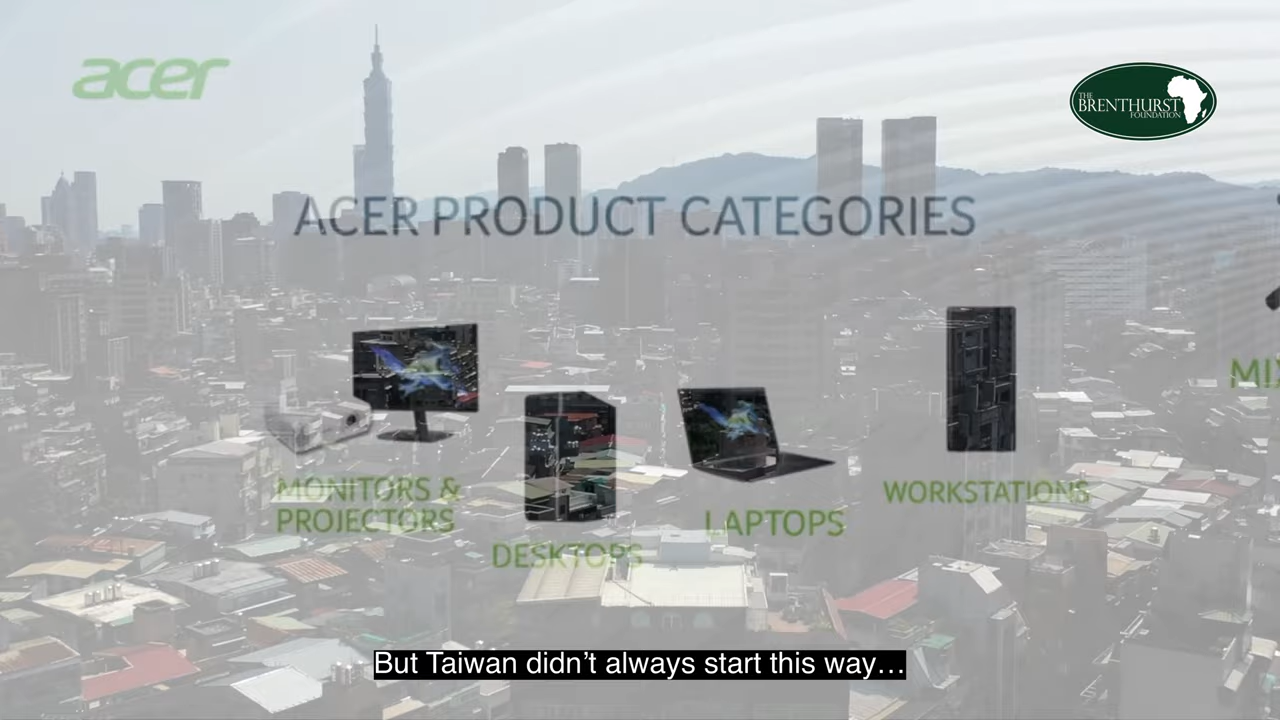 acer
THE
BRENTHURST
FOUNDATION
ACER PRODUCT CATEGORIES
MONITORS &
PROJECTORS
DESKTOPS
LAPTOPS
WORKSTATIONS
But Taiwan didn't always start this way…